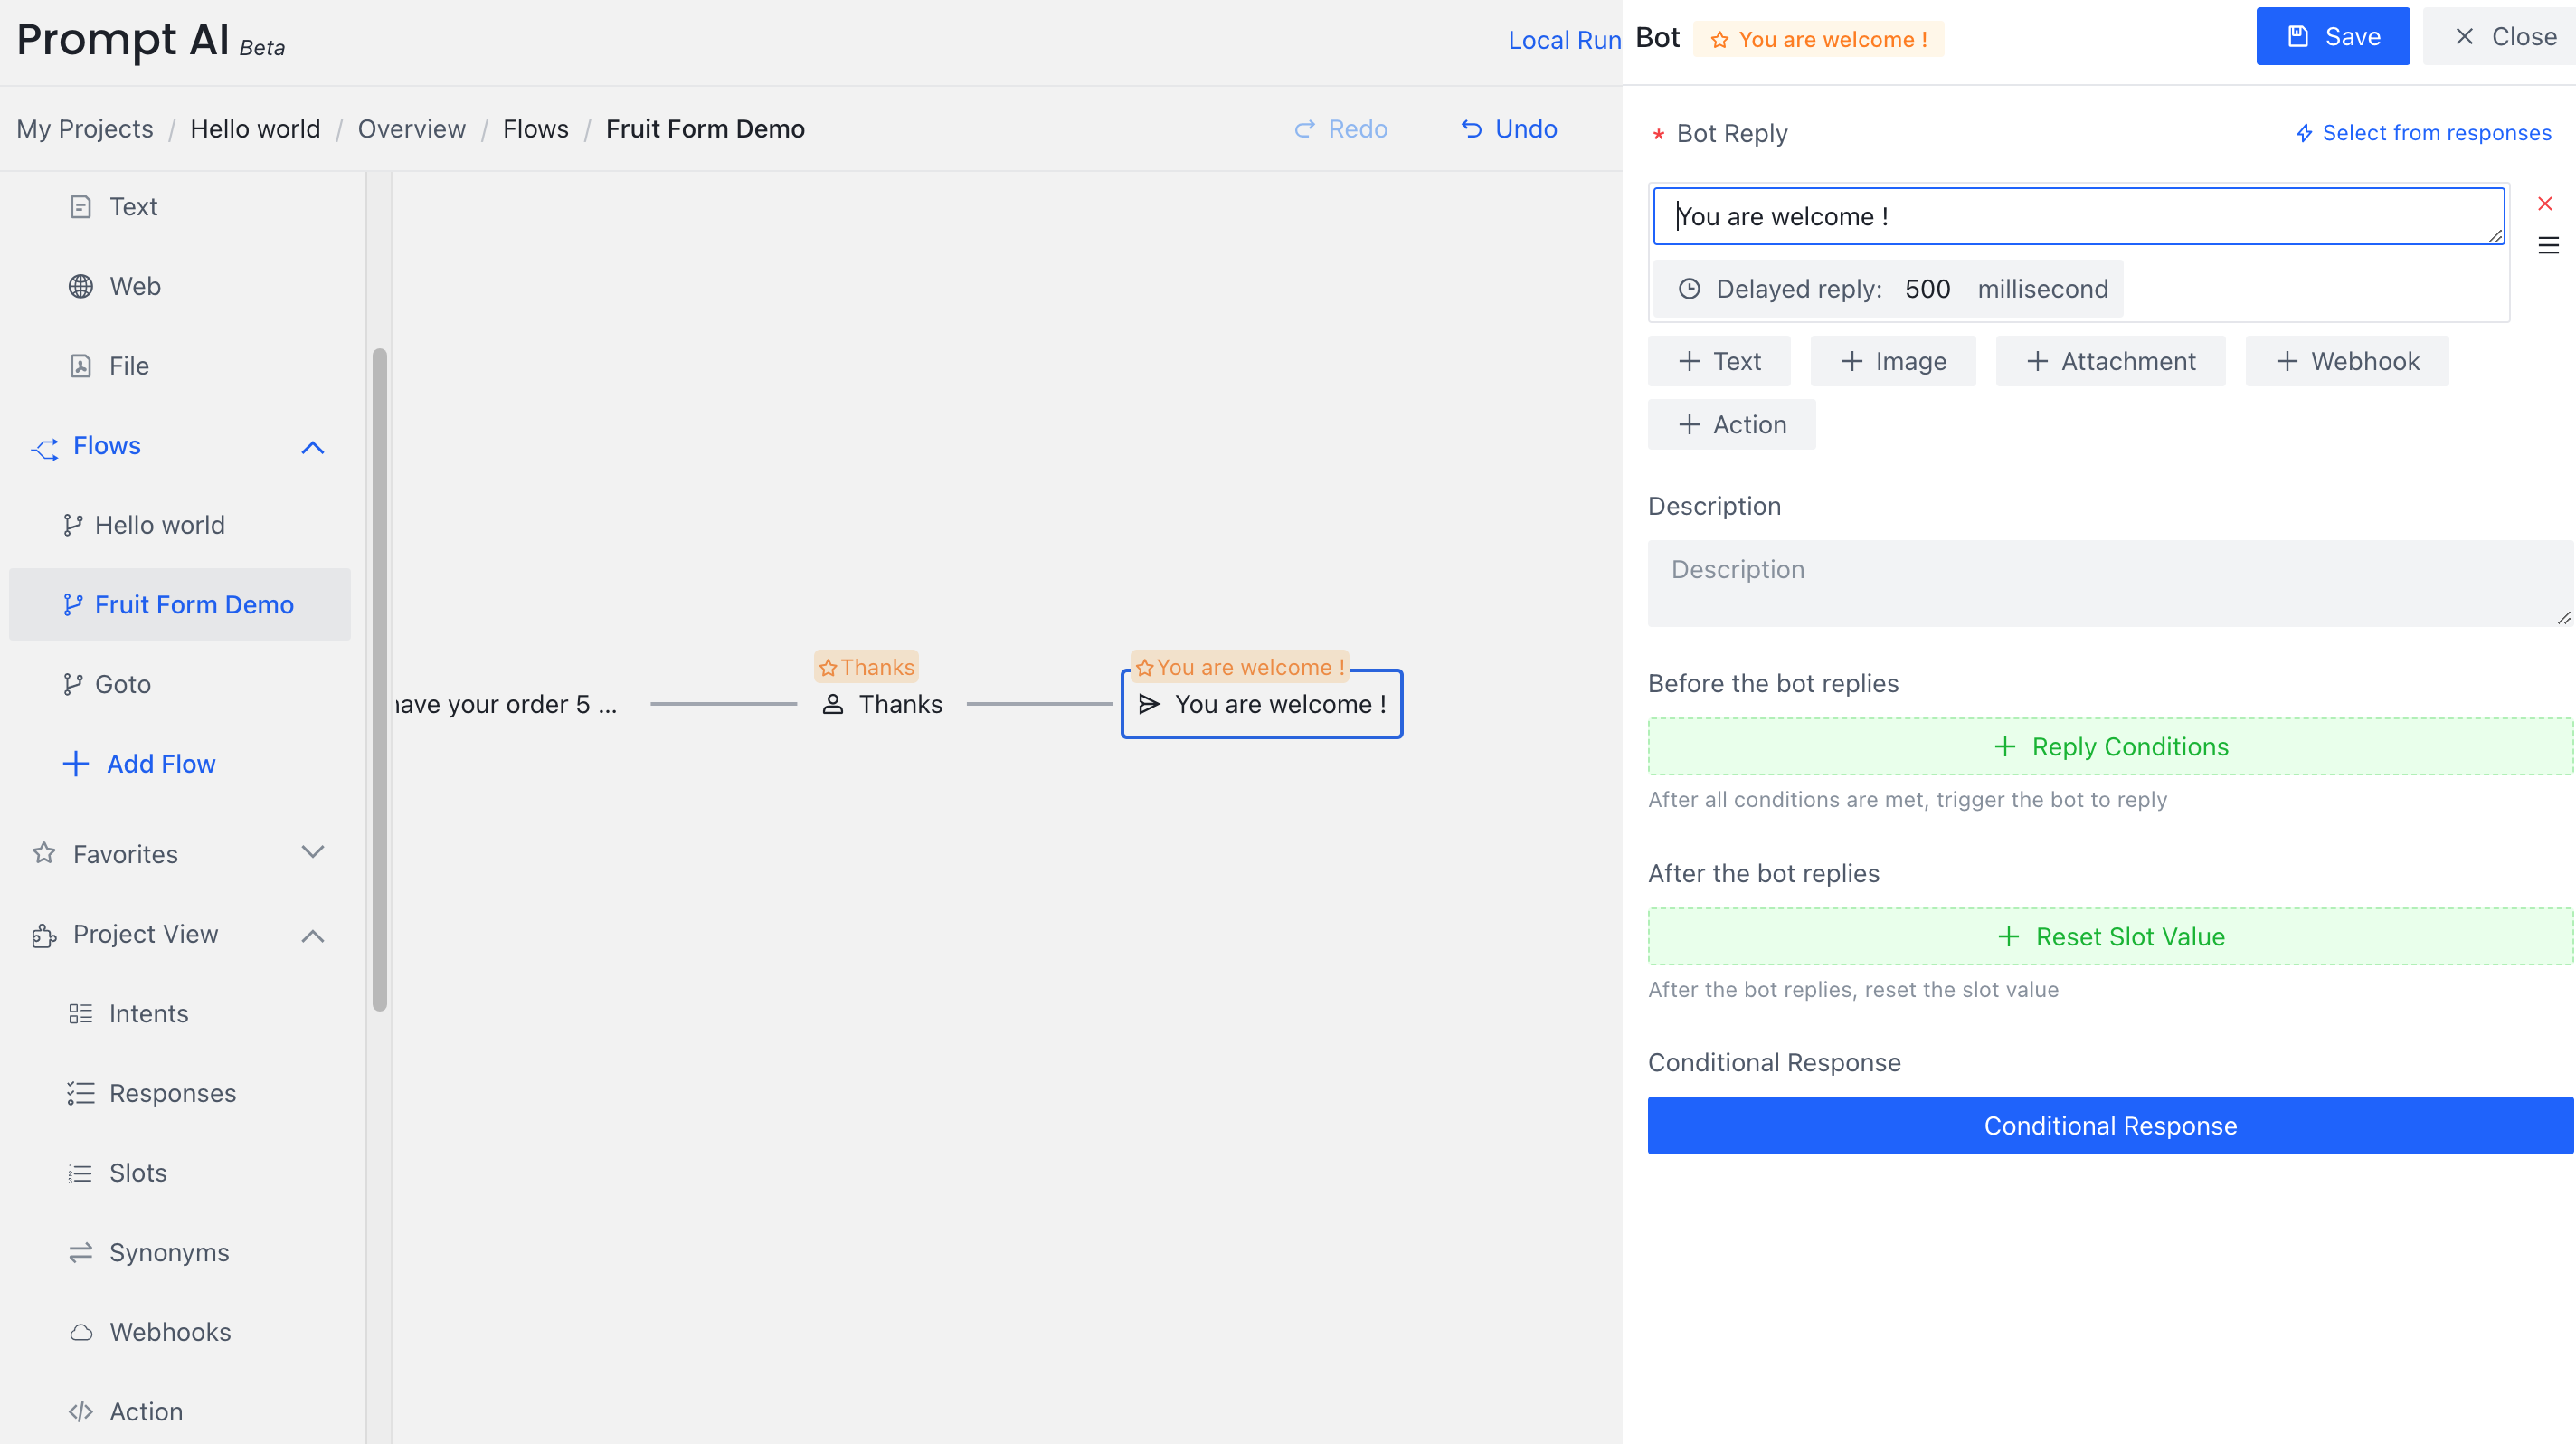 Prompt AI Beta
Local Run
My Projects / Hello world / Overview / Flows / Fruit Form Demo
Redo
Undo
Text
Web
File
Flows
Hello world
Fruit Form Demo
Goto
Add Flow
Favorites
Project View
Intents
Responses
Slots
Synonyms
Webhooks
Action
have your order 5 ...
Thanks
Thanks
You are welcome !
You are welcome !
Bot
You are welcome !
Save
Close
* Bot Reply
Select from responses
You are welcome !
Delayed reply: 500 millisecond
+ Text
+ Image
+ Attachment
+ Webhook
+ Action
Description
Description
Before the bot replies
+ Reply Conditions
After all conditions are met, trigger the bot to reply
After the bot replies
+ Reset Slot Value
After the bot replies, reset the slot value
Conditional Response
Conditional Response